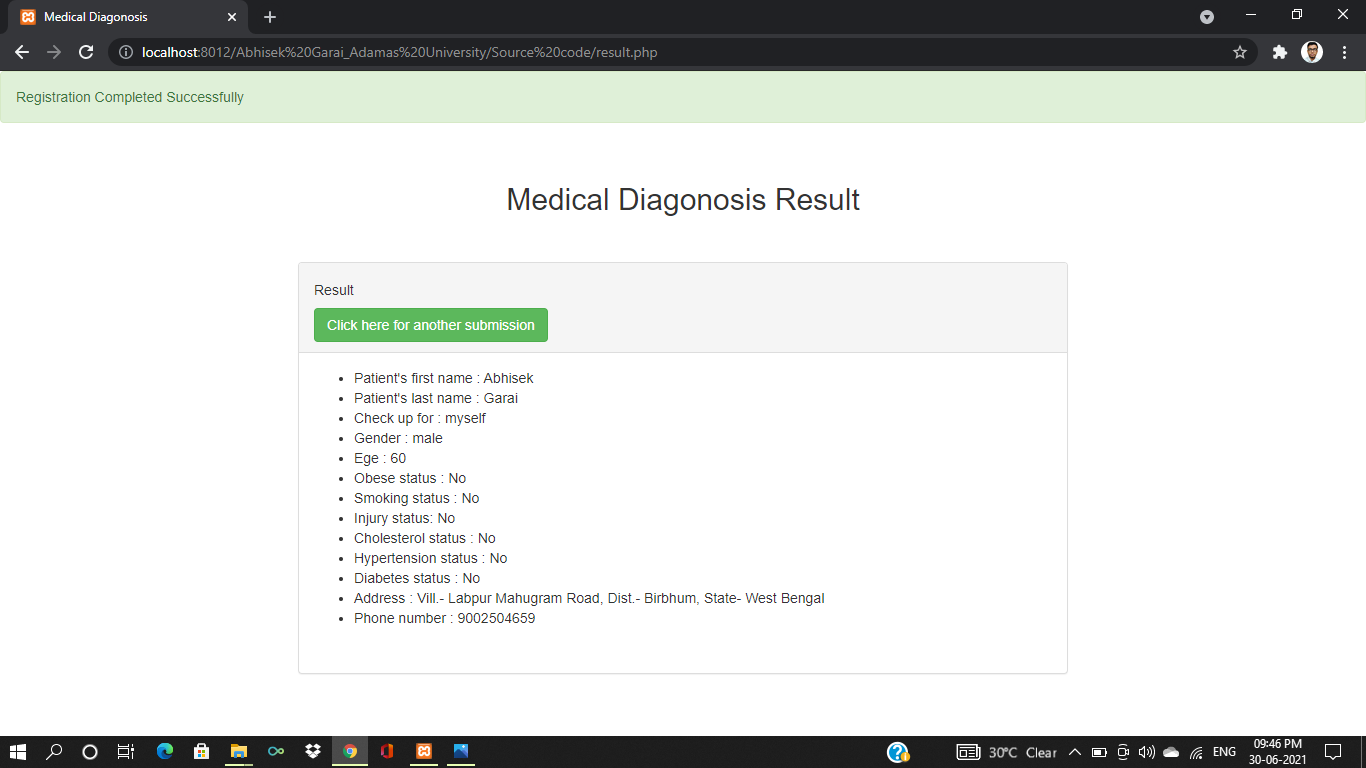 Medical Diagonosis
localhost:8012/Abhisek%20Garai_Adamas%20University/Source%20code/result.php
Registration Completed Successfully
Medical Diagonosis Result
Result
Click here for another submission
Patient's first name : Abhisek
Patient's last name : Garai
Check up for : myself
Gender : male
Ege : 60
Obese status : No
Smoking status : No
Injury status: No
Cholesterol status : No
Hypertension status : No
Diabetes status : No
Address : Vill.- Labpur Mahugram Road, Dist.- Birbhum, State- West Bengal
Phone number : 9002504659
30°C Clear
ENG
09:46 PM
30-06-2021